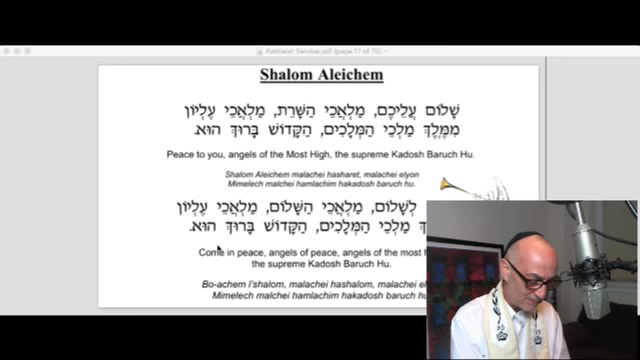 Kabbalat Service.pdf (page 17 of 70)
Shalom Aleichem
שָׁלוֹם עֲלֵיכֶם, מַלְאֲכֵי הַשָּׁרֵת, מַלְאֲכֵי עֶלְיוֹן
מִמֶּלֶךְ מַלְכֵי הַמְּלָכִים, הַקָּדוֹשׁ בָּרוּךְ הוּא.
Peace to you, angels of the Most High, the supreme Kadosh Baruch Hu.
Shalom Aleichem malachei hasharet, malachei elyon
Mimelech malchei hamlachim hakadosh baruch hu.
לְשָׁלוֹם, מַלְאֲכֵי הַשָּׁלוֹם, מַלְאֲכֵי עֶלְיוֹן
מַלְכֵי הַמְּלָכִים, הַקָּדוֹשׁ בָּרוּךְ הוּא.
Come in peace, angels of peace, angels of the most
the supreme Kadosh Baruch Hu.
Bo-achem l'shalom, malachei hashalom, malachei
Mimelech malchei hamlachim hakadosh baruch